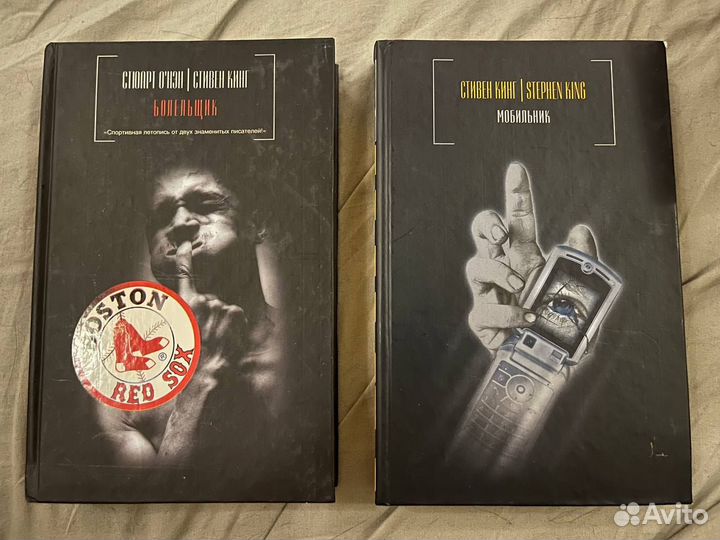 СТЮАРТ О'НЭН | СТИВЕН КИНГ
БОЛЕЛЬЩИК
«Спортивная летопись от двух знаменитых писателей!»
BOSTON
RED SOX
®
СТИВЕН КИНГ | STEPHEN KING
МОБИЛЬНИК
Avito